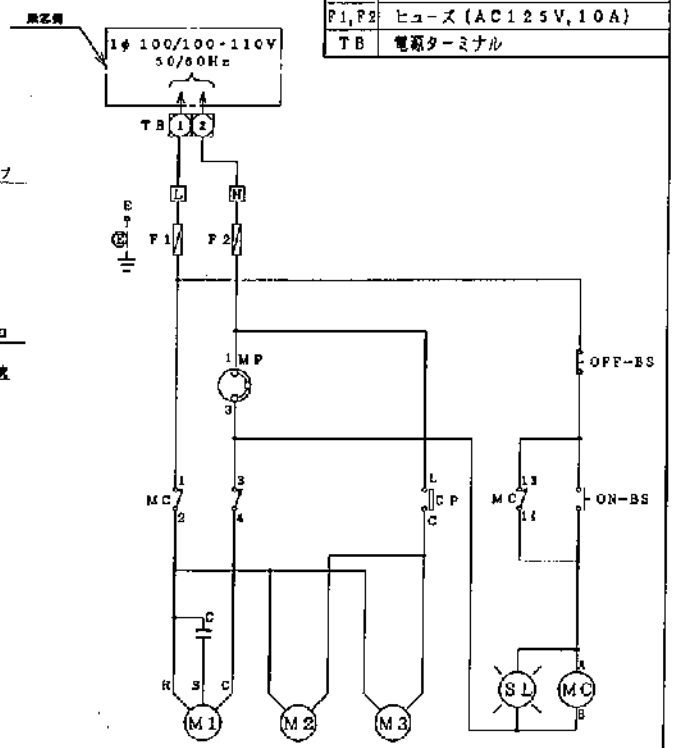 F1,F2 ヒューズ (AC125V,10A)
TB 電源ターミナル
1φ 100/100-110V
50/60Hz
TB 1 2
プ
L N
E
E F1 F2
1 MP
3
OFF-BS
MC 1 2
3 4
L CP C
MC 13 14
ON-BS
C
R S C
M1 M2 M3
SL MC A B